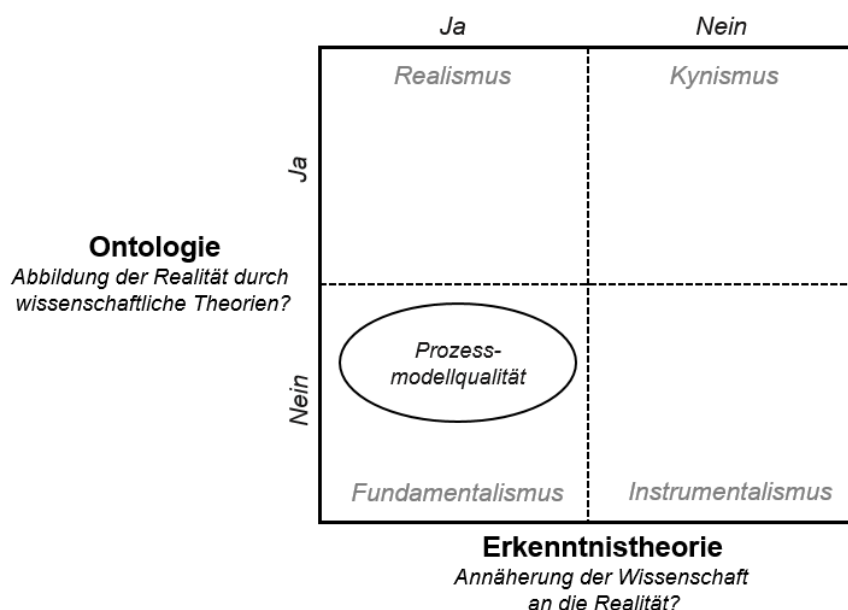 Ja
Nein
Realismus
Kynismus
Ja
Ontologie
Abbildung der Realität durch
wissenschaftliche Theorien?
Prozess-
modellqualität
Nein
Fundamentalismus
Instrumentalismus
Erkenntnistheorie
Annäherung der Wissenschaft
an die Realität?